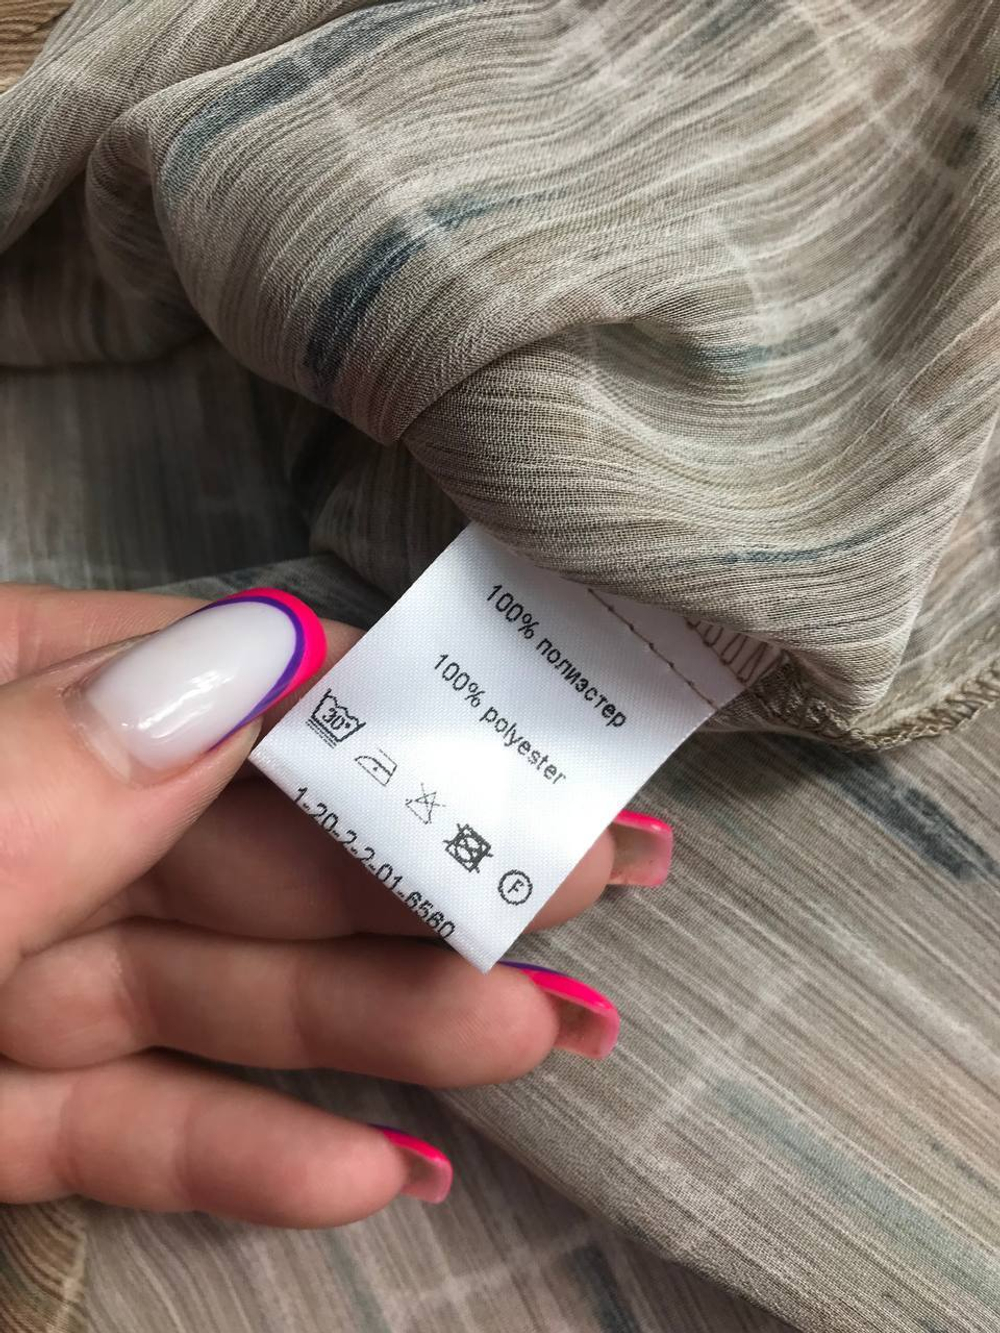 100% полиэстер
100% polyester
30°
F
1-20-2-2-01-6560